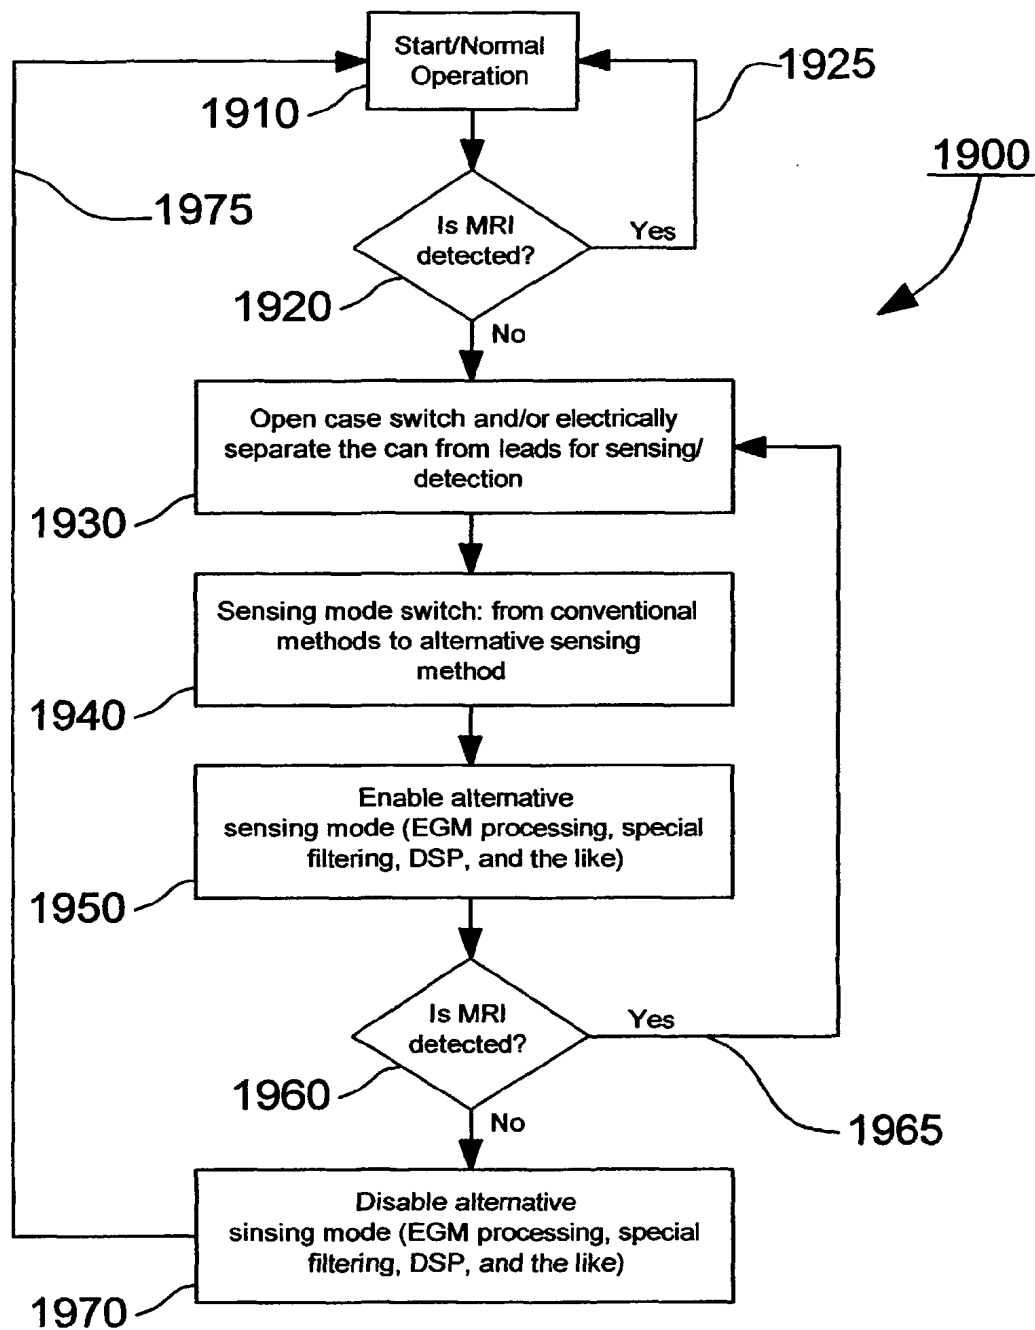 Start/Normal
Operation
1910
1925
1900
1975
Is MRI
detected?
Yes
1920
No
Open case switch and/or electrically
separate the can from leads for sensing/
detection
1930
Sensing mode switch: from conventional
methods to alternative sensing
method
1940
Enable alternative
sensing mode (EGM processing, special
filtering, DSP, and the like)
1950
Is MRI
detected?
Yes
1960
1965
No
Disable alternative
sinsing mode (EGM processing, special
filtering, DSP, and the like)
1970